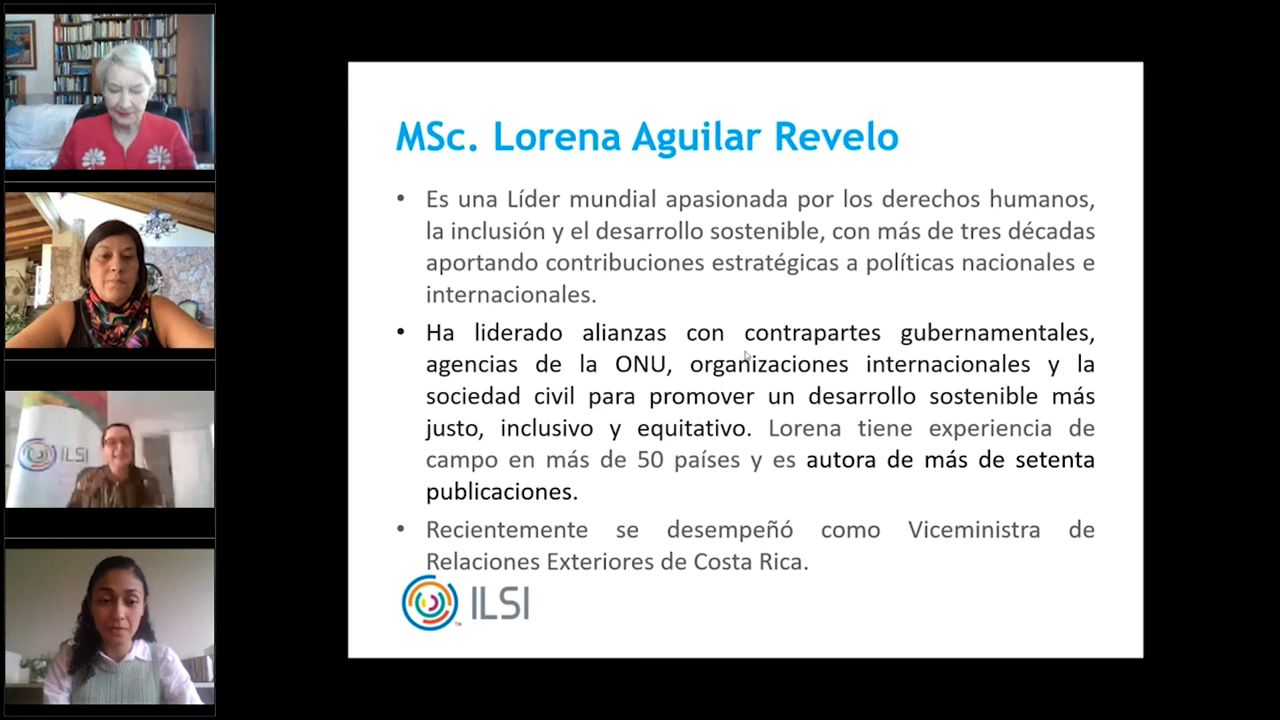 MSc. Lorena Aguilar Revelo
• Es una Líder mundial apasionada por los derechos humanos,
la inclusión y el desarrollo sostenible, con más de tres décadas
aportando contribuciones estratégicas a políticas nacionales e
internacionales.
• Ha liderado alianzas con contrapartes gubernamentales,
agencias de la ONU, organizaciones internacionales y la
sociedad civil para promover un desarrollo sostenible más
justo, inclusivo y equitativo. Lorena tiene experiencia de
campo en más de 50 países y es autora de más de setenta
publicaciones.
• Recientemente se desempeñó como Viceministra de
Relaciones Exteriores de Costa Rica.
ILSI
ILSI